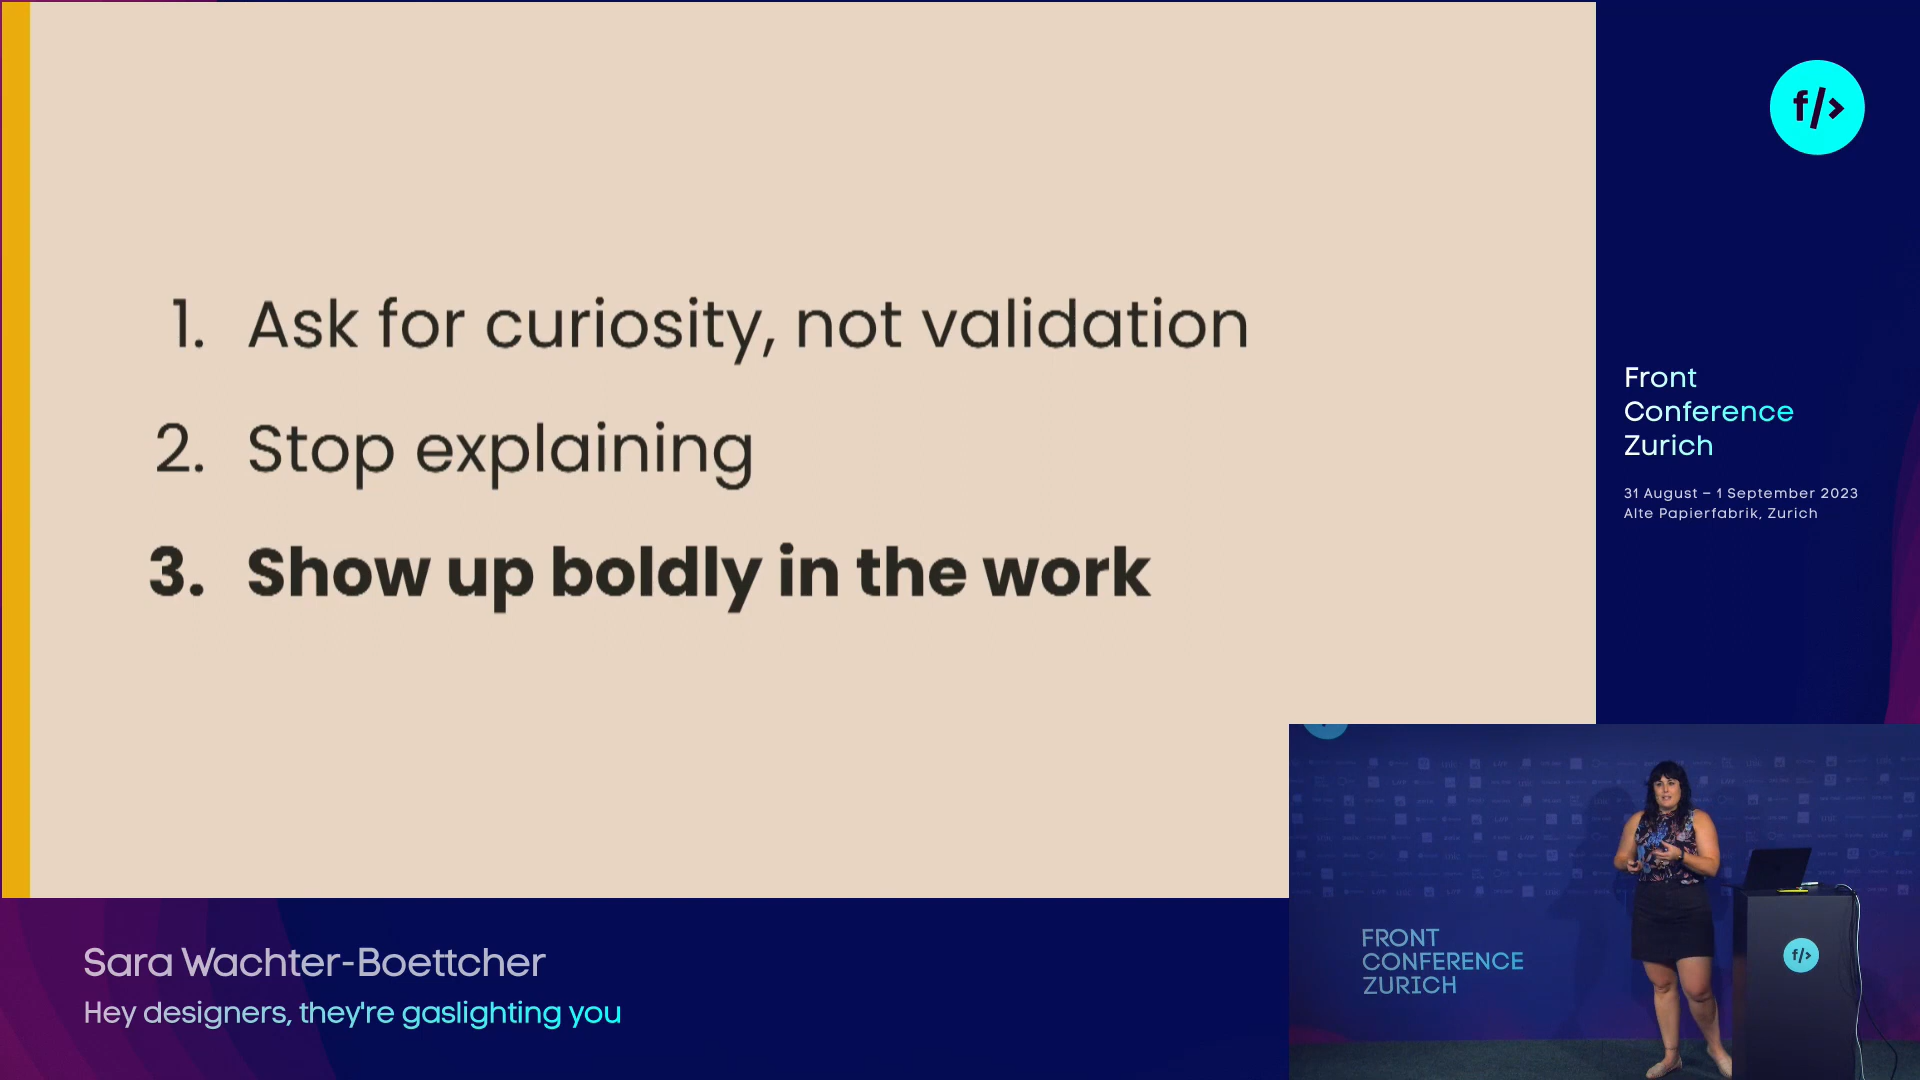 1. Ask for curiosity, not validation
2. Stop explaining
3. Show up boldly in the work
f/>
Front
Conference
Zurich
31 August – 1 September 2023
Alte Papierfabrik, Zurich
FRONT
CONFERENCE
ZURICH
f/>
Sara Wachter-Boettcher
Hey designers, they're gaslighting you